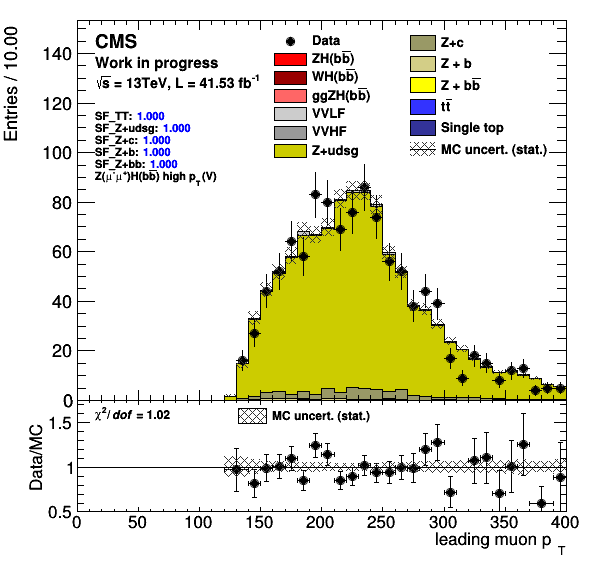 Entries / 10.00
CMS
Work in progress
√s = 13TeV, L = 41.53 fb⁻¹
SF_TT: 1.000
SF_Z+udsg: 1.000
SF_Z+c: 1.000
SF_Z+b: 1.000
SF_Z+bb: 1.000
Z(μ⁻μ⁺)H(bb̅) high p_T(V)
Data
ZH(bb̅)
WH(bb̅)
ggZH(bb̅)
VVLF
VVHF
Z+udsg
Z+c
Z + b
Z + bb̅
tt̅
Single top
MC uncert. (stat.)
140
120
100
80
60
40
20
0
χ²/ dof = 1.02
MC uncert. (stat.)
Data/MC
1.5
1
0.5
0 50 100 150 200 250 300 350 400
leading muon p_T